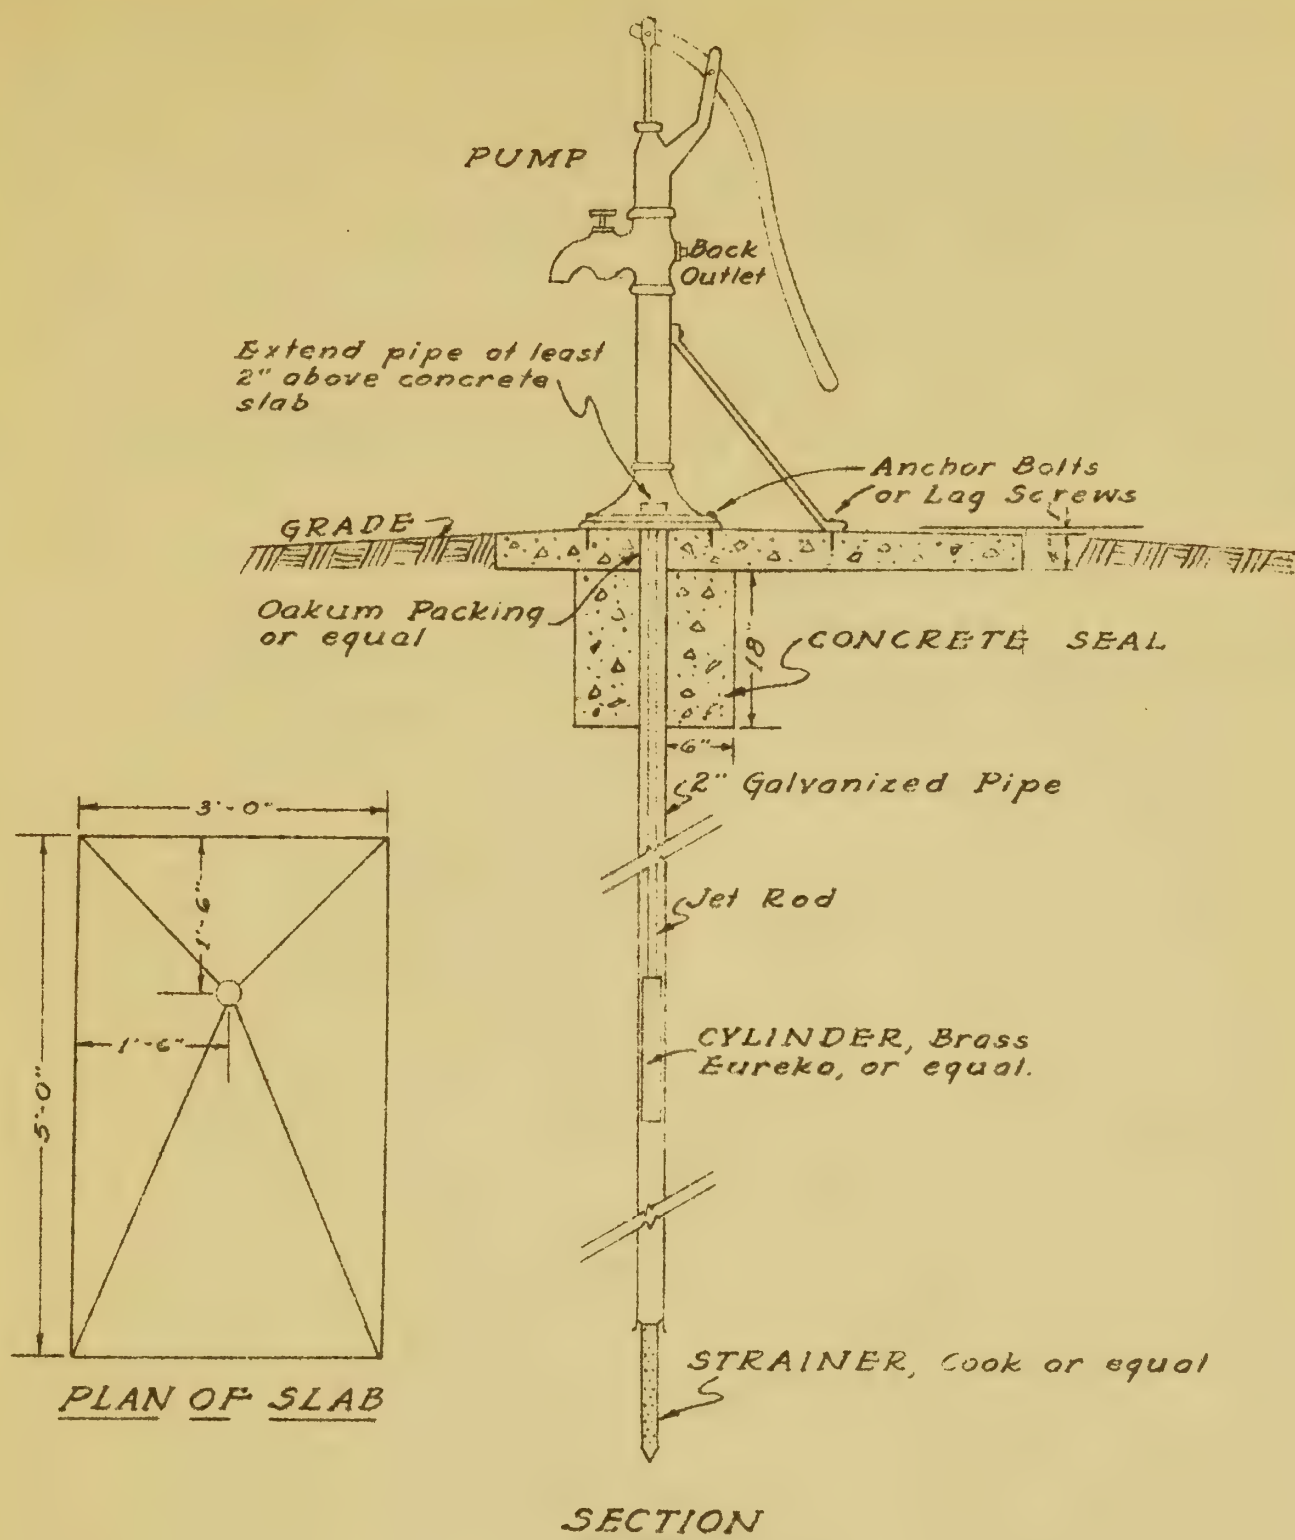 PUMP
Back
Outlet
Extend pipe at least
2" above concrete
slab
Anchor Bolts
or Lag Screws
GRADE
Oakum Packing
or equal
18"
CONCRETE SEAL
6"
2" Galvanized Pipe
3'-0"
1'-6"
Jet Rod
1'-6"
CYLINDER, Brass
Eureka, or equal.
5'-0"
STRAINER, Cook or equal
PLAN OF SLAB
SECTION